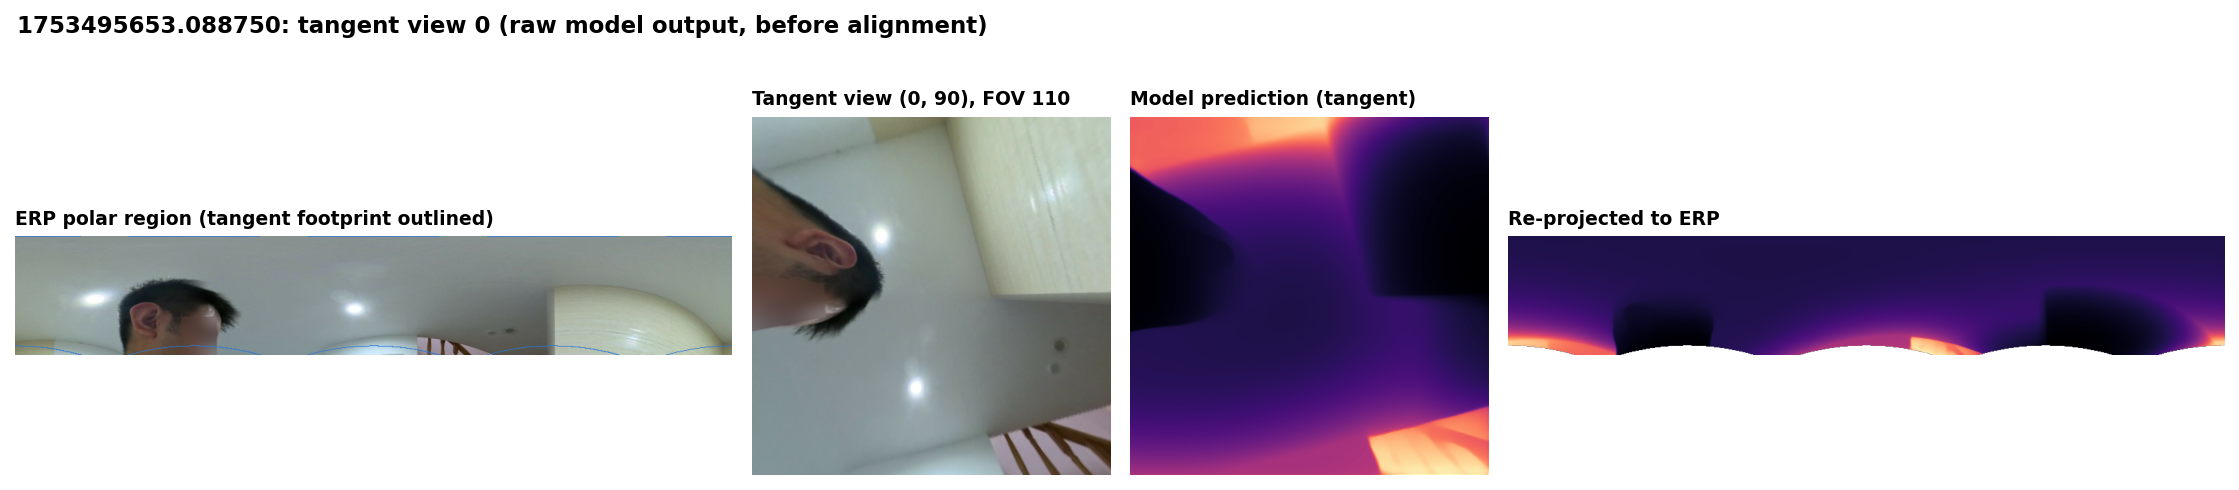 1753495653.088750: tangent view 0 (raw model output, before alignment)
Tangent view (0, 90), FOV 110
Model prediction (tangent)
ERP polar region (tangent footprint outlined)
Re-projected to ERP